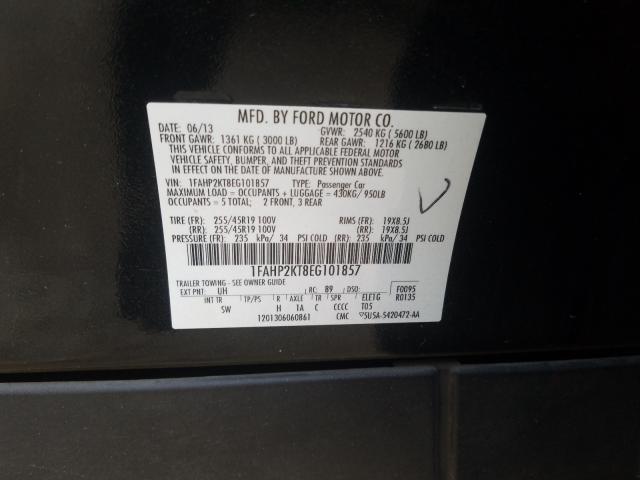 MFD. BY FORD MOTOR CO.
DATE: 06/13 GVWR: 2540 KG ( 5600 LB)
FRONT GAWR: 1361 KG ( 3000 LB) REAR GAWR: 1216 KG ( 2680 LB)
THIS VEHICLE CONFORMS TO ALL APPLICABLE FEDERAL MOTOR
VEHICLE SAFETY, BUMPER, AND THEFT PREVENTION STANDARDS IN
EFFECT ON THE DATE OF MANUFACTURE SHOWN ABOVE.
VIN: 1FAHP2KT8EG101857 TYPE: Passenger Car
MAXIMUM LOAD = OCCUPANTS + LUGGAGE = 430KG/ 950LB
OCCUPANTS = 5 TOTAL; 2 FRONT, 3 REAR
TIRE (FR): 255/45R19 100V RIMS (FR): 19X8.5J
(RR): 255/45R19 100V (RR): 19X8.5J
PRESSURE (FR): 235 kPa/ 34 PSI COLD (RR): 235 kPa/ 34 PSI COLD
1FAHP2KT8EG101857
TRAILER TOWING - SEE OWNER GUIDE F0095
EXT PNT: UH RC: B9 DSO: R0135
INT TR TP/PS R AXLE TR SPR ELETG
SW H 1A C CCCC T05
1201306060861 CMC 5USA-5420472-AA